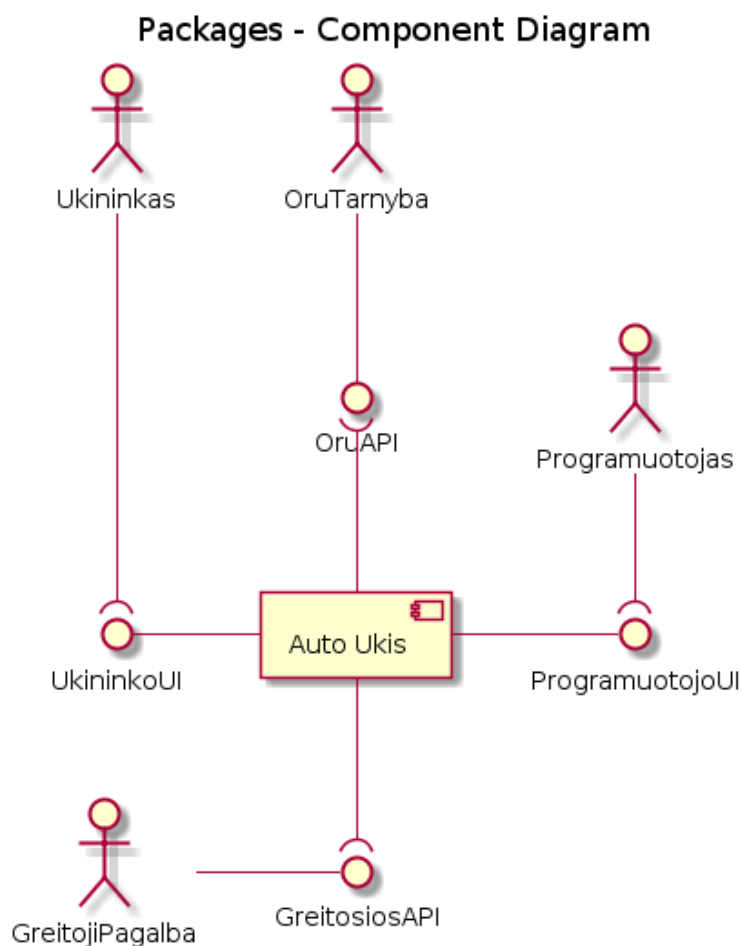 Packages - Component Diagram
Ukininkas
OruTarnyba
OruAPI
Programuotojas
Auto Ukis
UkininkoUI
ProgramuotojoUI
GreitosiosAPI
GreitojiPagalba